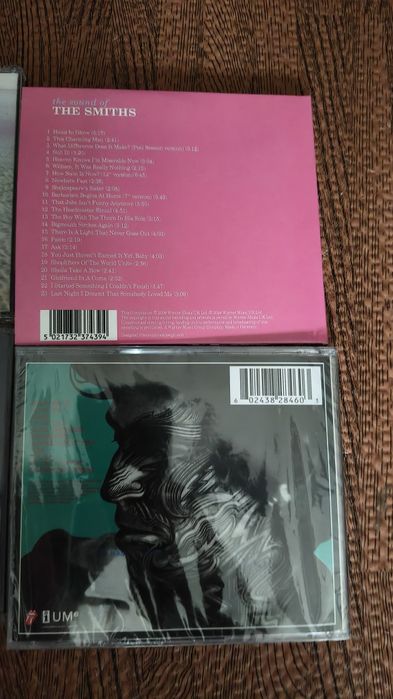 the sound of
THE SMITHS
1 Hand In Glove (3:15)
2 This Charming Man (2:41)
3 What Difference Does It Make? (Peel Session version) (3:12)
4 Still Ill (3:20)
5 Heaven Knows I'm Miserable Now (3:34)
6 William, It Was Really Nothing (2:10)
7 How Soon Is Now? (12" version) 6:45)
8 Nowhere Fast (2:36)
9 Shakespeare's Sister (2:08)
10 Barbarism Begins At Home (7" version) (3:50)
11 That Joke Isn't Funny Anymore (3:50)
12 The Headmaster Ritual (4:51)
13 The Boy With The Thorn In His Side (3:15)
14 Bigmouth Strikes Again (3:12)
15 There Is A Light That Never Goes Out (4:03)
16 Panic (2:19)
17 Ask (3:14)
18 You Just Haven't Earned It Yet, Baby (4:03)
19 Shoplifters Of The World Unite (2:56)
20 Sheila Take A Bow (2:41)
21 Girlfriend In A Coma (2:02)
22 I Started Something I Couldn't Finish (3:47)
23 Last Night I Dreamt That Somebody Loved Me (3:08)
5 021732 374394
6 02438 28460 1
UMe